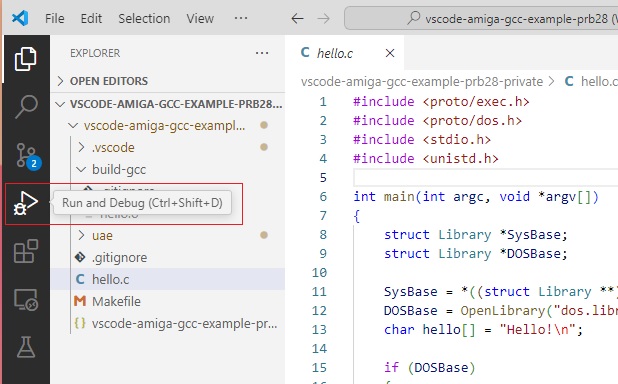 File Edit Selection View ···
vscode-amiga-gcc-example-prb28 (W
EXPLORER ···
OPEN EDITORS
VSCODE-AMIGA-GCC-EXAMPLE-PRB28...
vscode-amiga-gcc-exampl...
.vscode
build-gcc
.gitignore
hello.o
uae
.gitignore
C hello.c
M Makefile
{} vscode-amiga-gcc-example-pr...
2
Run and Debug (Ctrl+Shift+D)
C hello.c
vscode-amiga-gcc-example-prb28-private > C hello.c
1 #include <proto/exec.h>
2 #include <proto/dos.h>
3 #include <stdio.h>
4 #include <unistd.h>
5
6 int main(int argc, void *argv[])
7 {
8 struct Library *SysBase;
9 struct Library *DOSBase;
10
11 SysBase = *((struct Library **)
12 DOSBase = OpenLibrary("dos.libr
13 char hello[] = "Hello!\n";
14
15 if (DOSBase)